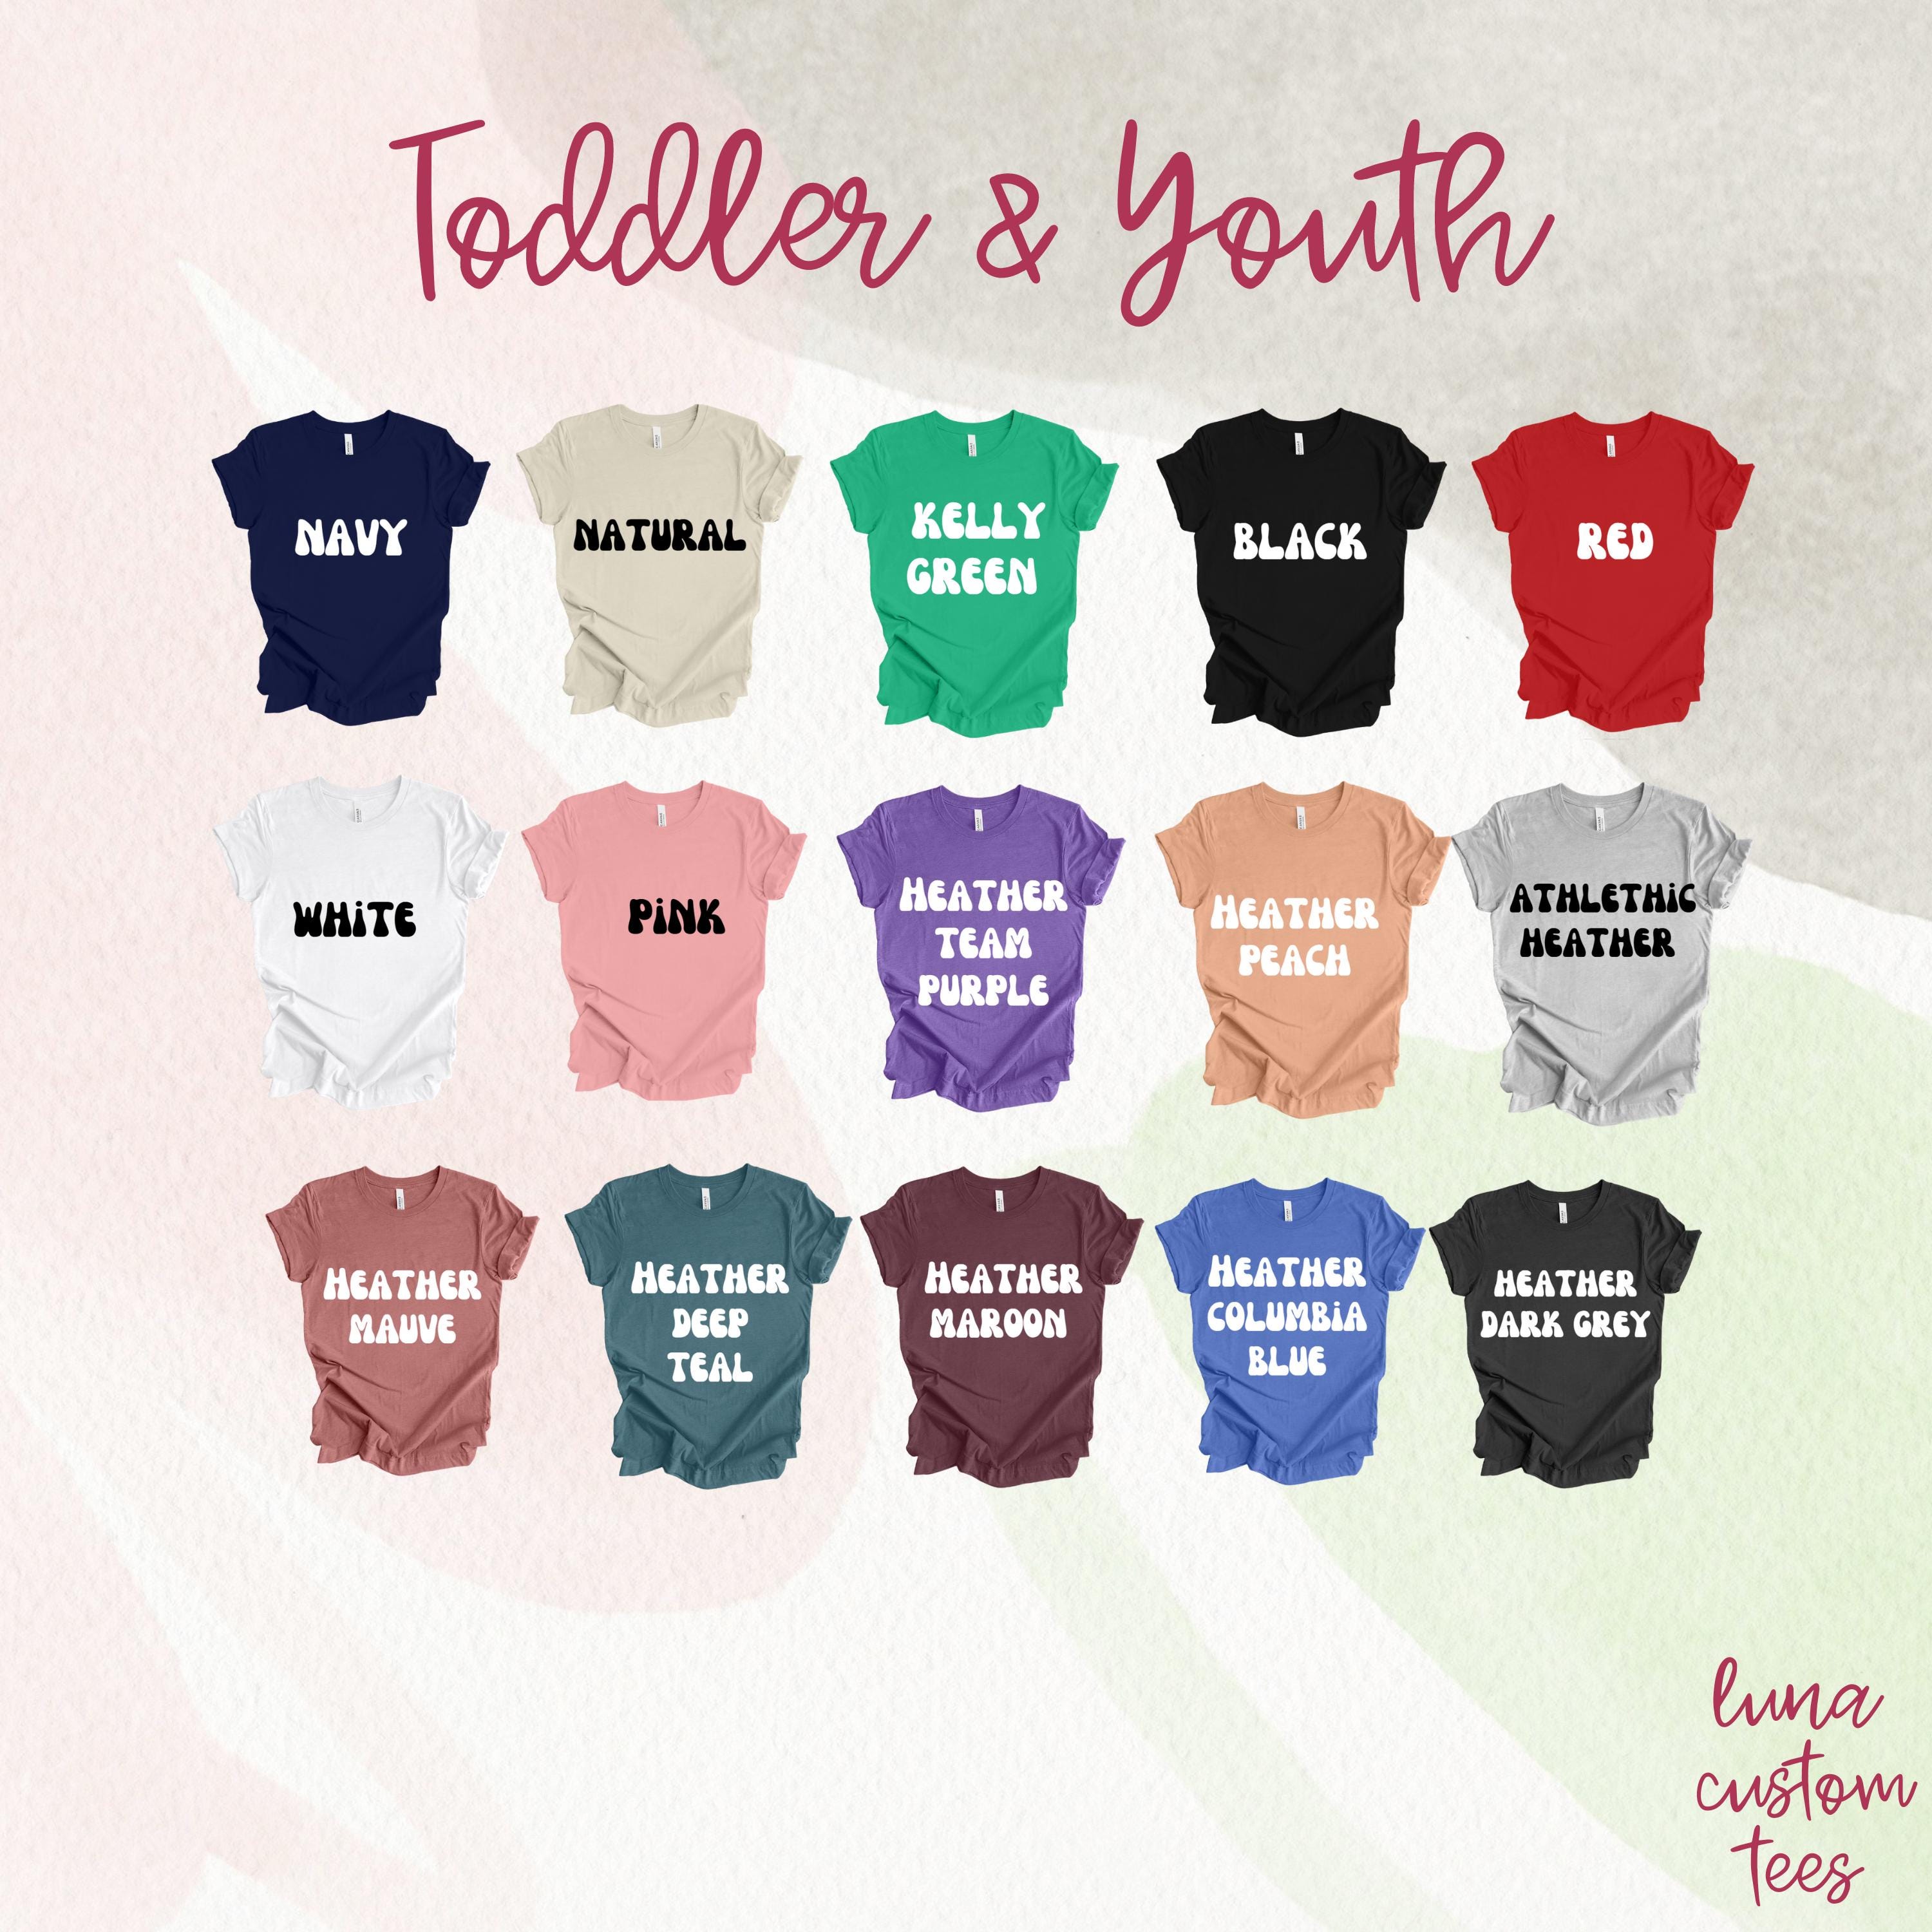 Toddler & Youth
NAVY
NATURAL
KELLY
GREEN
BLACK
RED
WHiTE
PiNK
HEATHER
TEAM
PURPLE
HEATHER
PEACH
ATHLETHiC
HEATHER
HEATHER
MAUVE
HEATHER
DEEP
TEAL
HEATHER
MAROON
HEATHER
COLUMBiA
BLUE
HEATHER
DARK GREY
luna
custom
tees